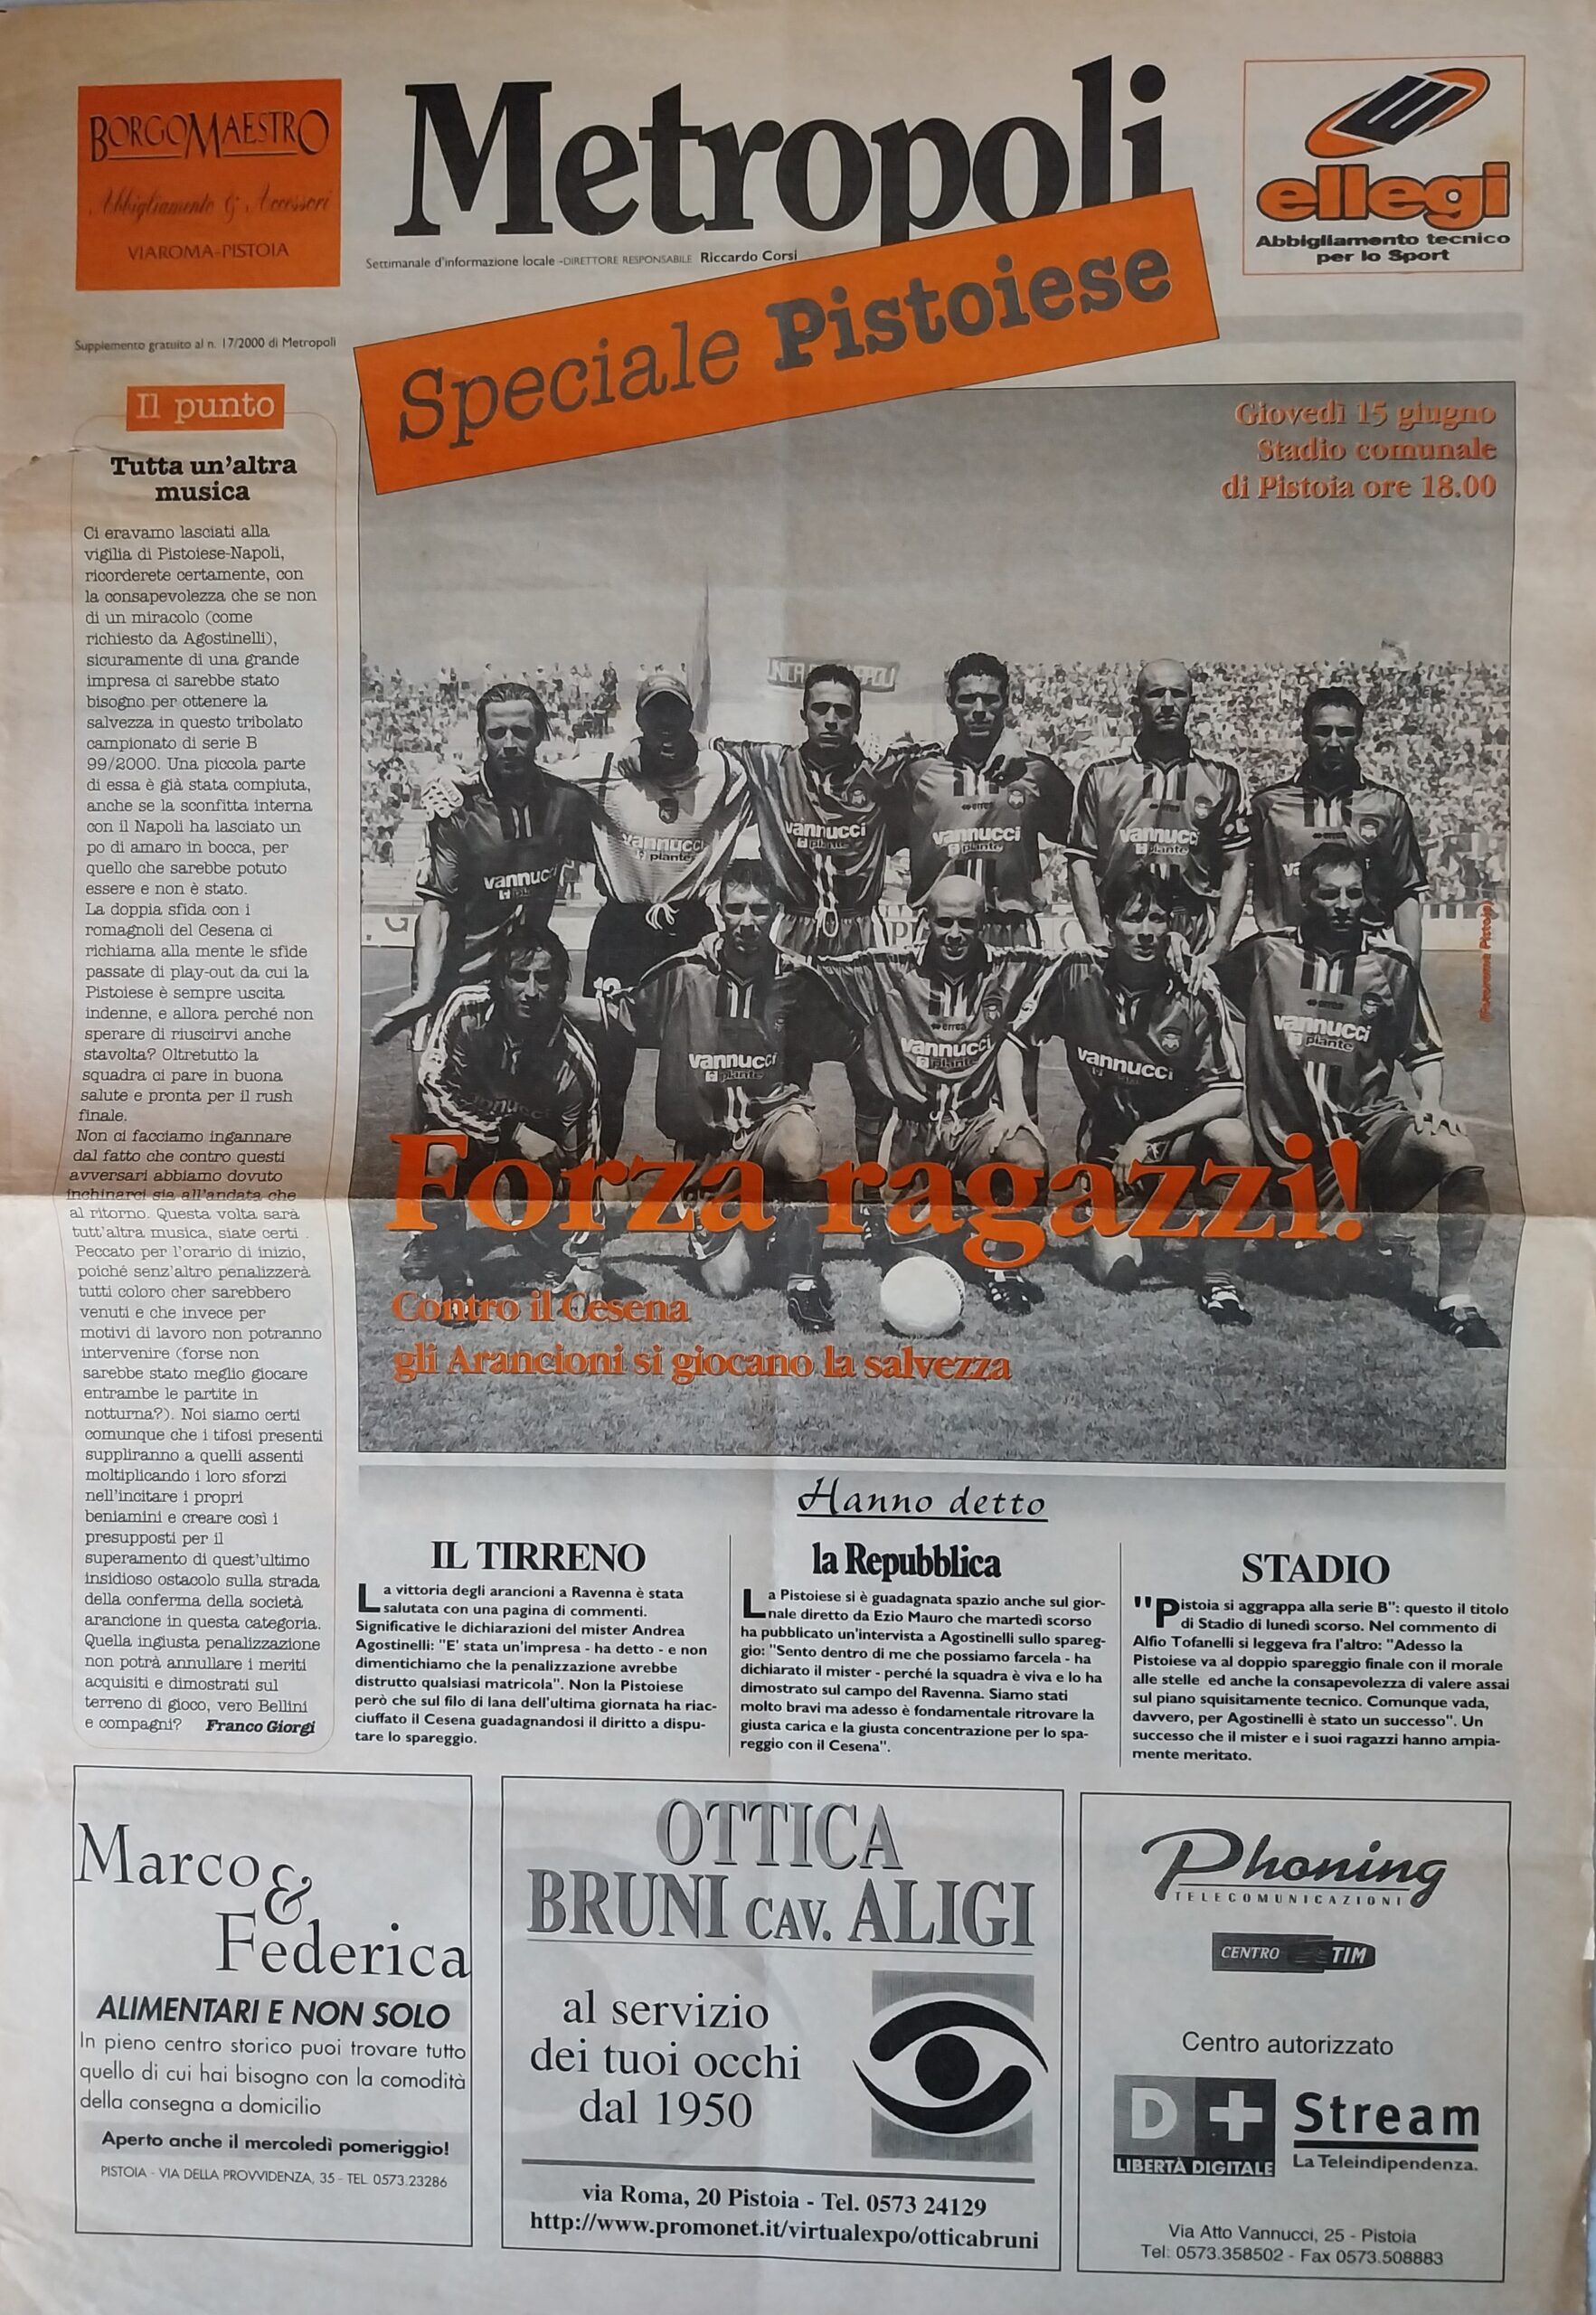 BORGOMAESTRO
Abbigliamento & Accessori
VIAROMA-PISTOIA
Metropoli
Settimanale d'informazione locale -DIRETTORE RESPONSABILE Riccardo Corsi
ellegi
Abbigliamento tecnico
per lo Sport
Speciale Pistoiese
Supplemento gratuito al n. 17/2000 di Metropoli
Il punto
Tutta un'altra
musica
Ci eravamo lasciati alla
vigilia di Pistoiese-Napoli,
ricorderete certamente, con
la consapevolezza che se non
di un miracolo (come
richiesto da Agostinelli),
sicuramente di una grande
impresa ci sarebbe stato
bisogno per ottenere la
salvezza in questo tribolato
campionato di serie B
99/2000. Una piccola parte
di essa è già stata compiuta,
anche se la sconfitta interna
con il Napoli ha lasciato un
po di amaro in bocca, per
quello che sarebbe potuto
essere e non è stato.
La doppia sfida con i
romagnoli del Cesena ci
richiama alla mente le sfide
passate di play-out da cui la
Pistoiese è sempre uscita
indenne, e allora perché non
sperare di riuscirvi anche
stavolta? Oltretutto la
squadra ci pare in buona
salute e pronta per il rush
finale.
Non ci facciamo ingannare
dal fatto che contro questi
avversari abbiamo dovuto
inchinarci sia all'andata che
al ritorno. Questa volta sarà
tutt'altra musica, siate certi .
Peccato per l'orario di inizio,
poiché senz'altro penalizzerà
tutti coloro cher sarebbero
venuti e che invece per
motivi di lavoro non potranno
intervenire (forse non
sarebbe stato meglio giocare
entrambe le partite in
notturna?). Noi siamo certi
comunque che i tifosi presenti
suppliranno a quelli assenti
moltiplicando i loro sforzi
nell'incitare i propri
beniamini e creare così i
presupposti per il
superamento di quest'ultimo
insidioso ostacolo sulla strada
della conferma della società
arancione in questa categoria.
Quella ingiusta penalizzazione
non potrà annullare i meriti
acquisiti e dimostrati sul
terreno di gioco, vero Bellini
e compagni? Franco Giorgi
Giovedì 15 giugno
Stadio comunale
di Pistoia ore 18.00
vannucci
piante
vannucci
piante
vannucci
piante
vannucci
piante
vannucci
piante
vannucci
piante
vannucci
piante
vannucci
vannucci
piante
Forza ragazzi!
Contro il Cesena
gli Arancioni si giocano la salvezza
Hanno detto
IL TIRRENO
La vittoria degli arancioni a Ravenna è stata
salutata con una pagina di commenti.
Significative le dichiarazioni del mister Andrea
Agostinelli: "E' stata un'impresa - ha detto - e non
dimentichiamo che la penalizzazione avrebbe
distrutto qualsiasi matricola". Non la Pistoiese
però che sul filo di lana dell'ultima giornata ha riac-
ciuffato il Cesena guadagnandosi il diritto a dispu-
tare lo spareggio.
la Repubblica
La Pistoiese si è guadagnata spazio anche sul gior-
nale diretto da Ezio Mauro che martedì scorso
ha pubblicato un'intervista a Agostinelli sullo spareg-
gio: "Sento dentro di me che possiamo farcela - ha
dichiarato il mister - perché la squadra è viva e lo ha
dimostrato sul campo del Ravenna. Siamo stati
molto bravi ma adesso è fondamentale ritrovare la
giusta carica e la giusta concentrazione per lo spa-
reggio con il Cesena".
STADIO
"Pistoia si aggrappa alla serie B": questo il titolo
di Stadio di lunedì scorso. Nel commento di
Alfio Tofanelli si leggeva fra l'altro: "Adesso la
Pistoiese va al doppio spareggio finale con il morale
alle stelle ed anche la consapevolezza di valere assai
sul piano squisitamente tecnico. Comunque vada,
davvero, per Agostinelli è stato un successo". Un
successo che il mister e i suoi ragazzi hanno ampia-
mente meritato.
Marco &
Federica
ALIMENTARI E NON SOLO
In pieno centro storico puoi trovare tutto
quello di cui hai bisogno con la comodità
della consegna a domicilio
Aperto anche il mercoledì pomeriggio!
PISTOIA - VIA DELLA PROVVIDENZA, 35 - TEL. 0573.23286
OTTICA
BRUNI CAV. ALIGI
al servizio
dei tuoi occhi
dal 1950
via Roma, 20 Pistoia - Tel. 0573 24129
http://www.promonet.it/virtualexpo/otticabruni
Phoning
TELECOMUNICAZIONI
CENTRO TIM
Centro autorizzato
D+
LIBERTÀ DIGITALE
Stream
La Teleindipendenza.
Via Atto Vannucci, 25 - Pistoia
Tel: 0573.358502 - Fax 0573.508883